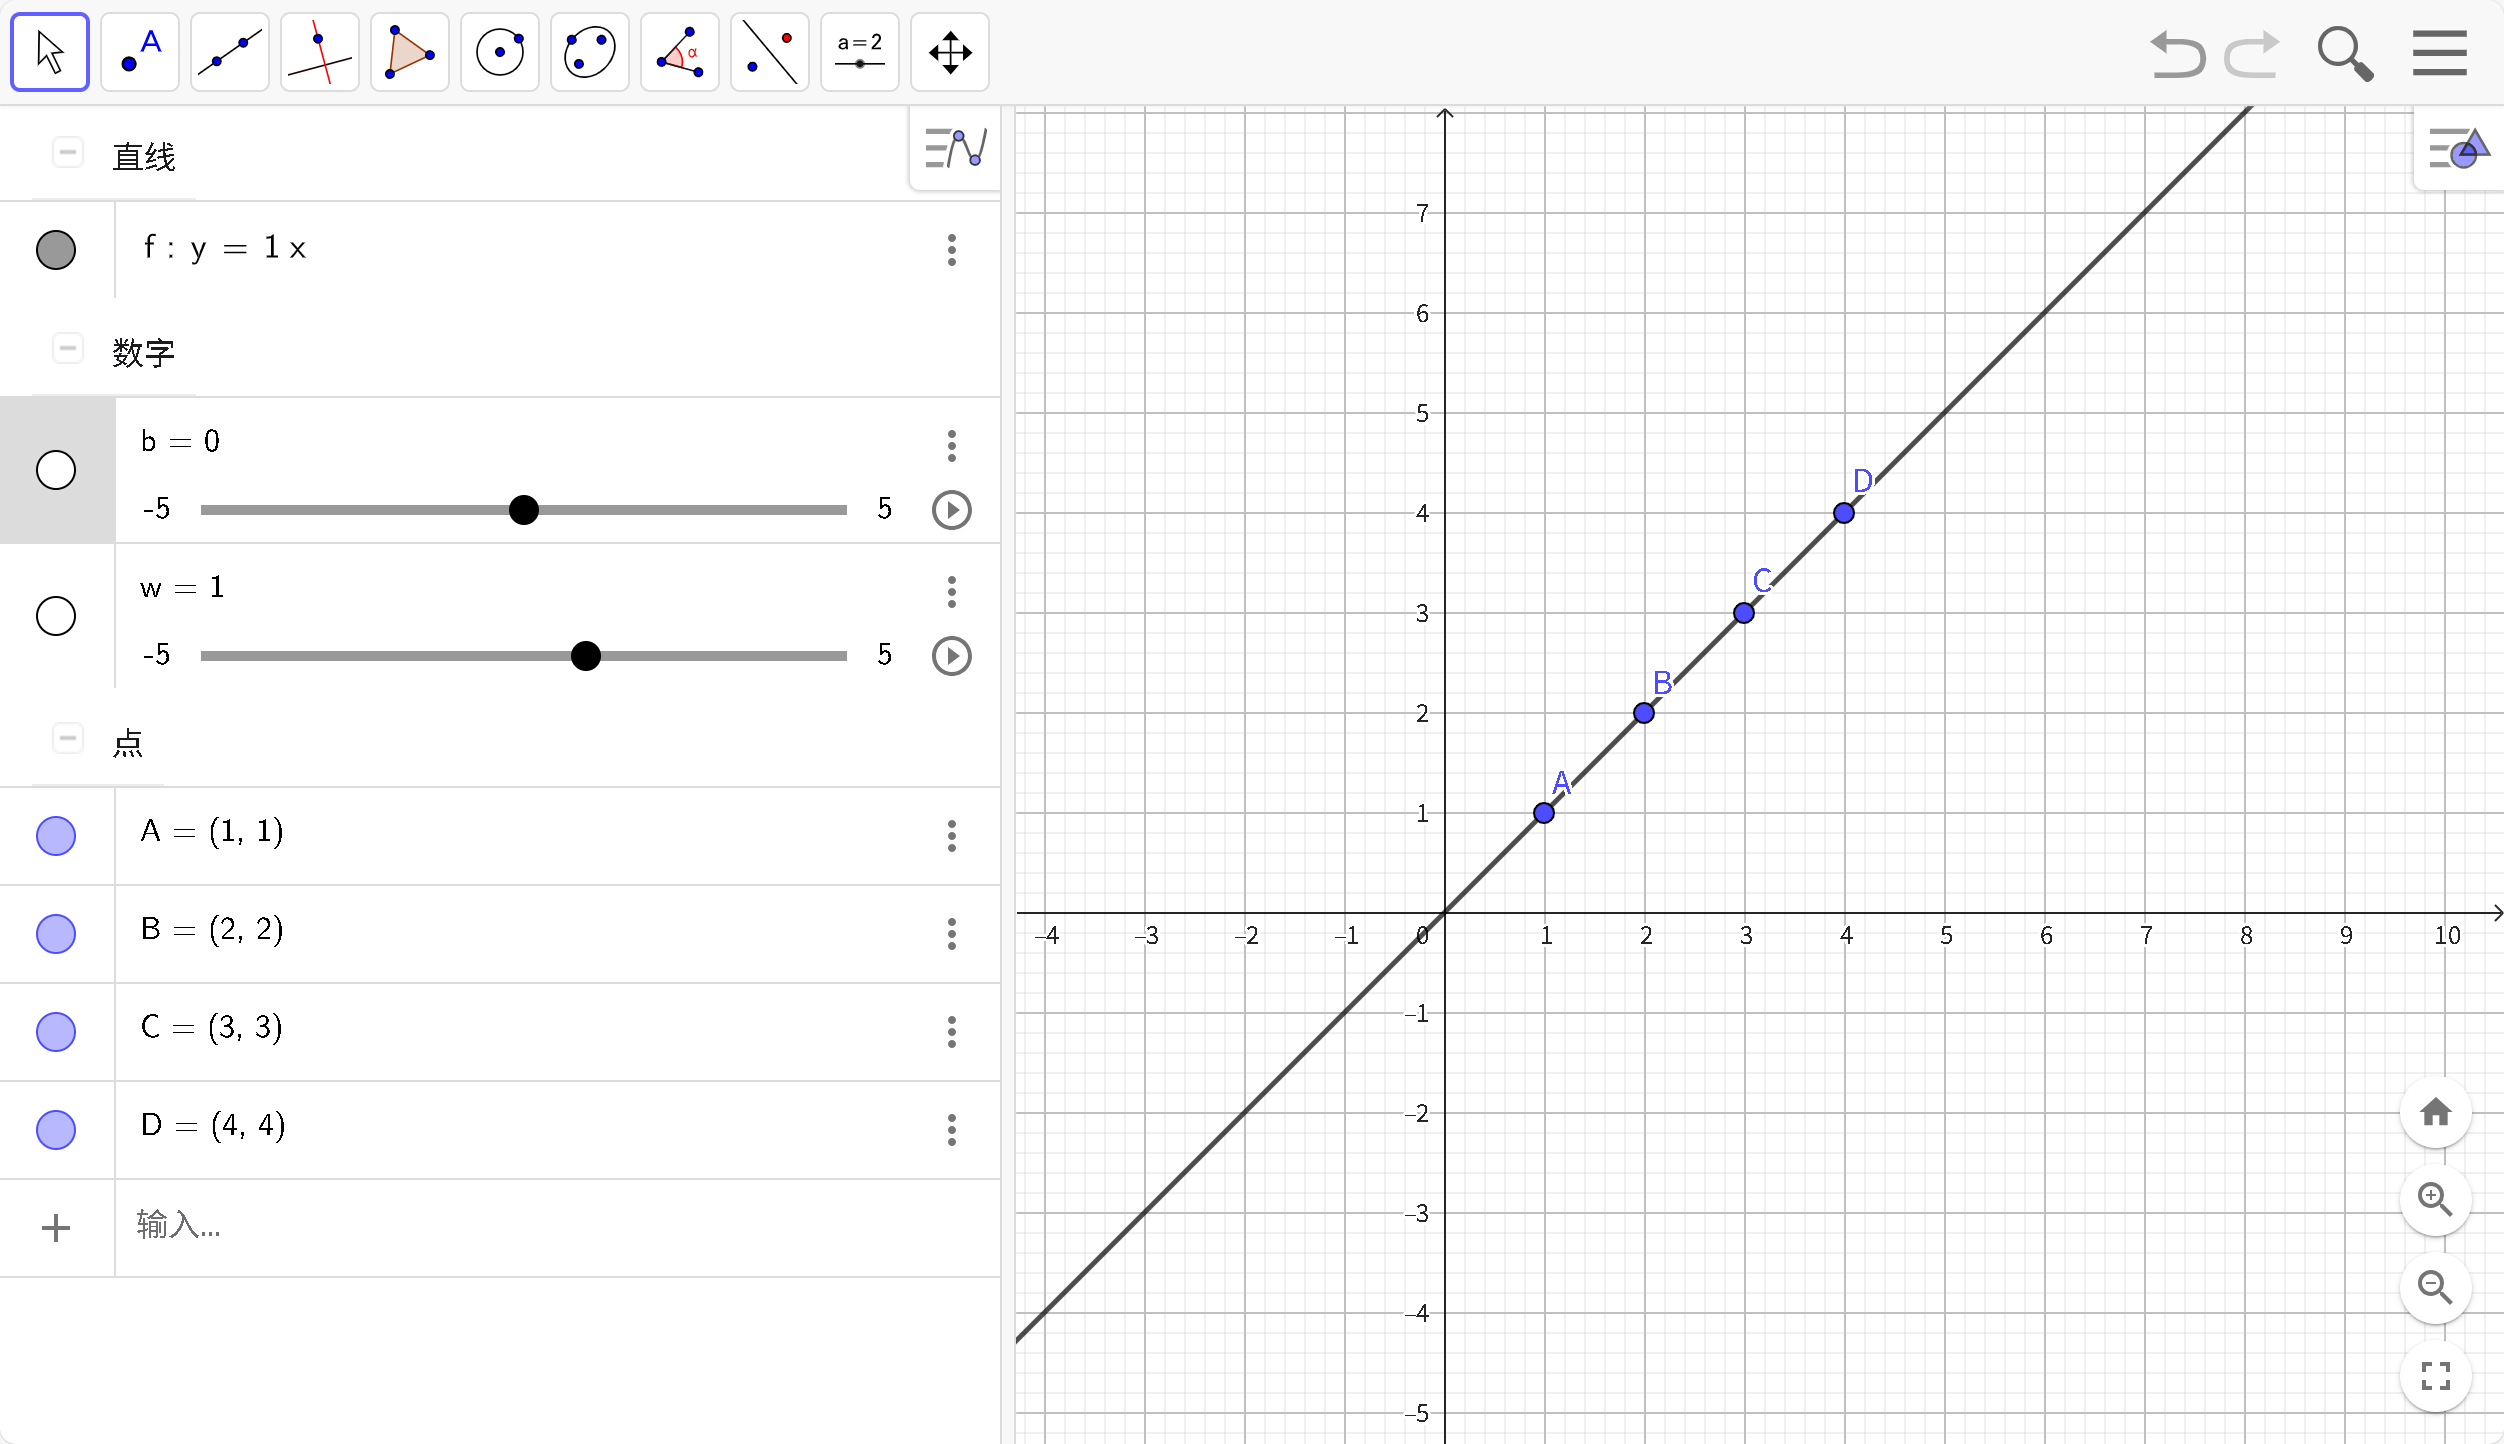 A
α
a=2
直线
f : y = 1 x
数字
b = 0
-5
5
w = 1
-5
5
点
A = (1, 1)
B = (2, 2)
C = (3, 3)
D = (4, 4)
输入...
7
6
5
4
3
2
1
–4 –3 –2 –1 0 1 2 3 4 5 6 7 8 9 10
–1
–2
–3
–4
–5
D
C
B
A